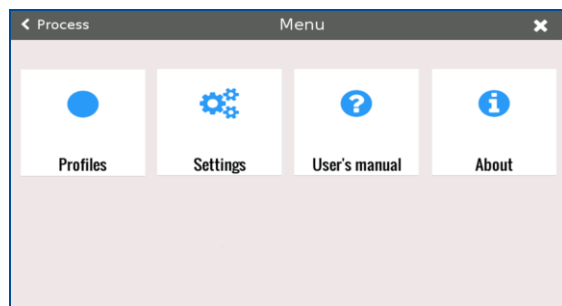 Process
Menu
Profiles
Settings
User's manual
About